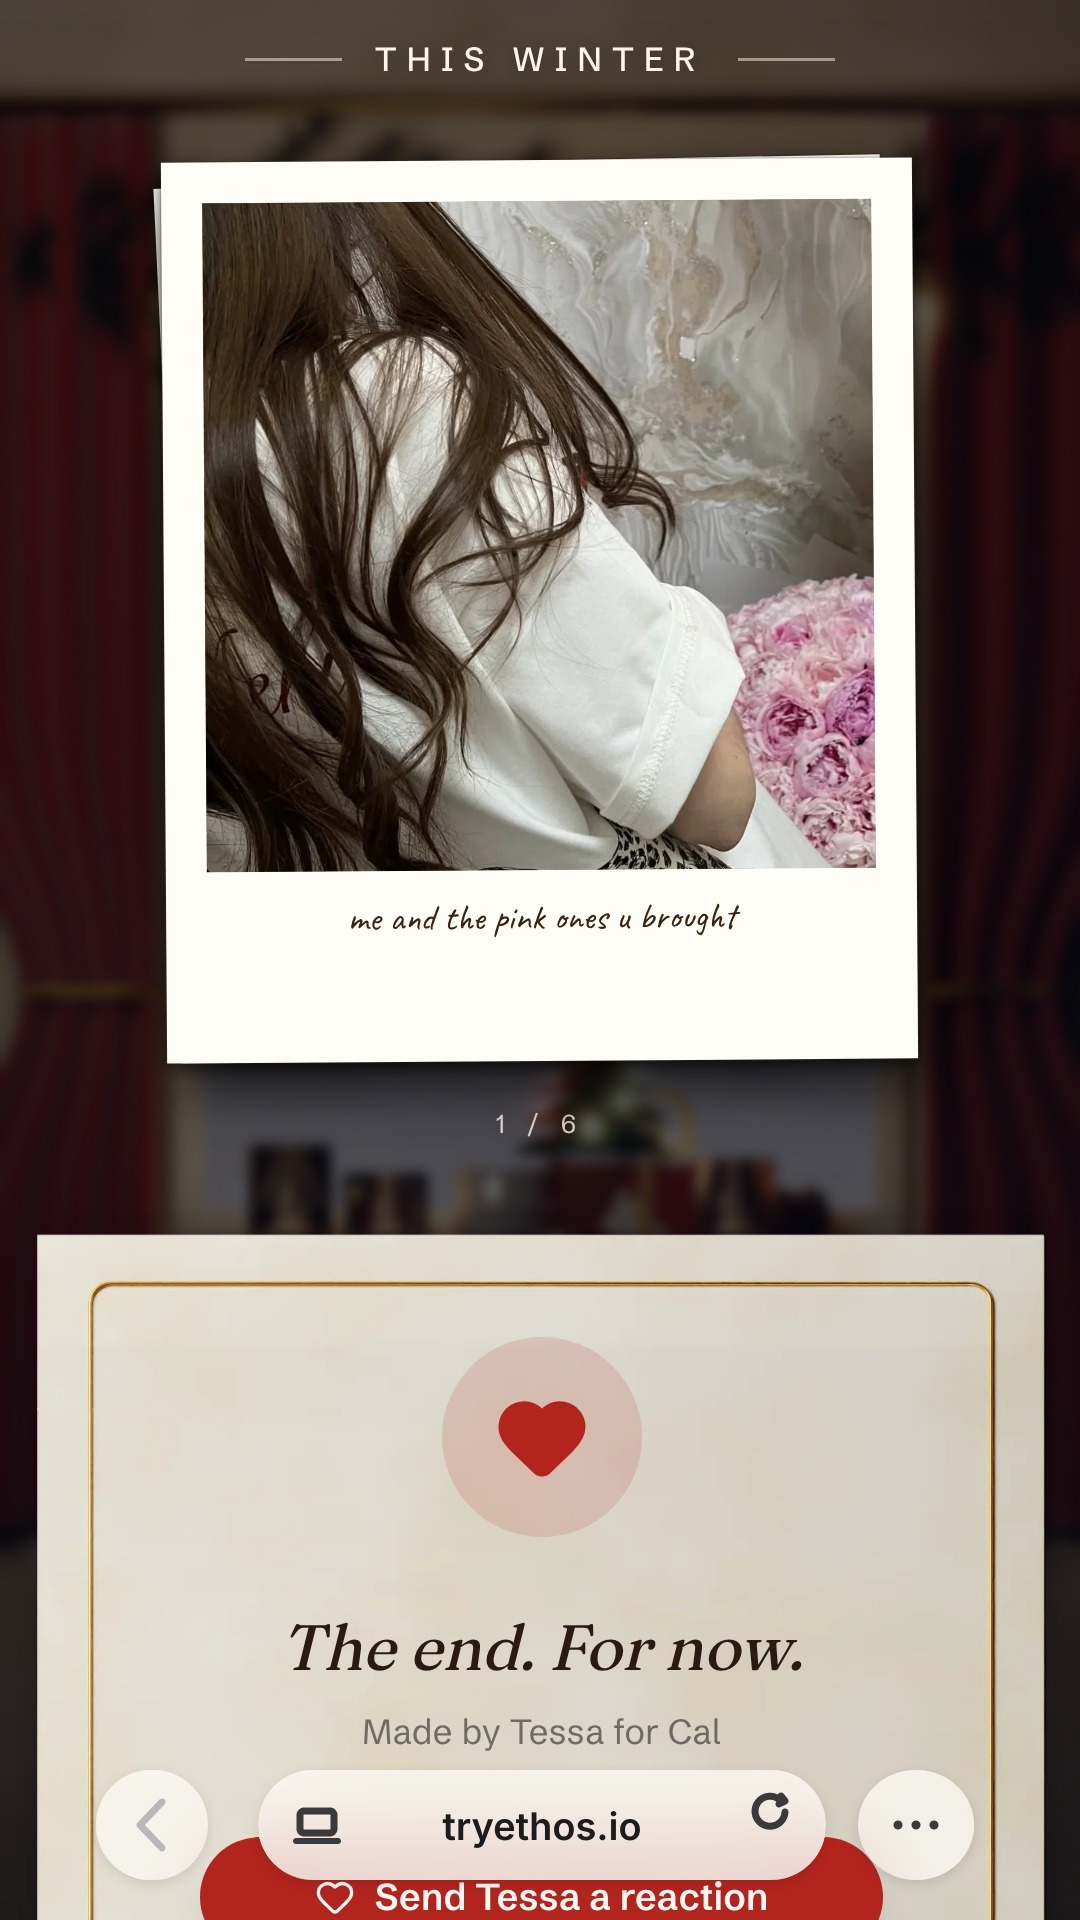 THIS WINTER
me and the pink ones u brought
1 / 6
The end. For now.
Made by Tessa for Cal
tryethos.io
Send Tessa a reaction